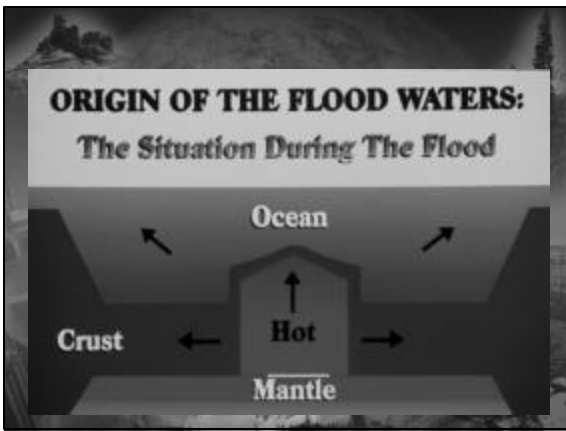 ORIGIN OF THE FLOOD WATERS:
The Situation During The Flood
Ocean
Crust
Hot
Mantle